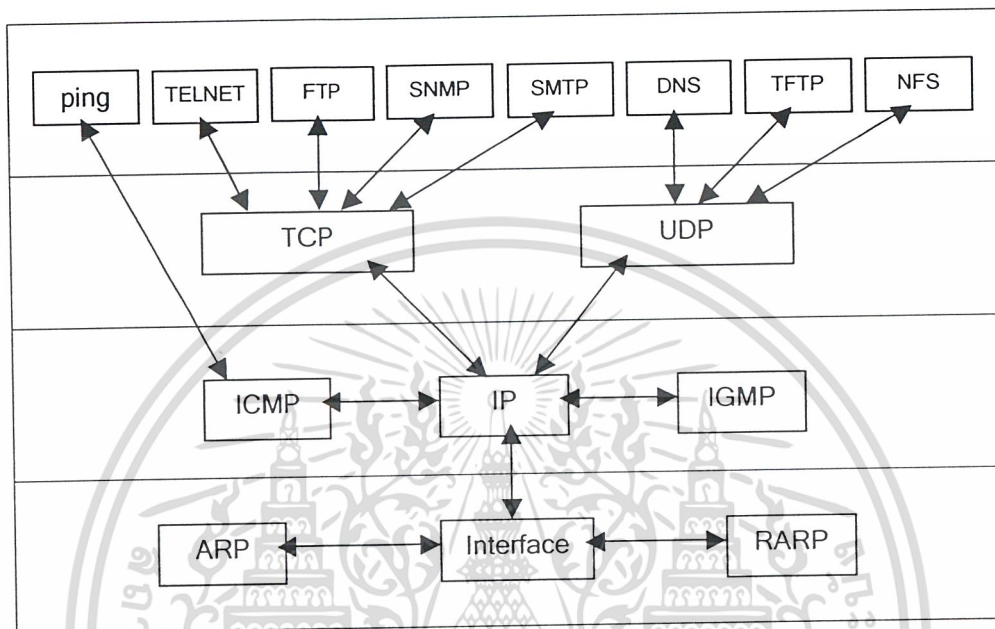 ping TELNET FTP SNMP SMTP DNS TFTP NFS
TCP UDP
ICMP IP IGMP
ARP Interface RARP